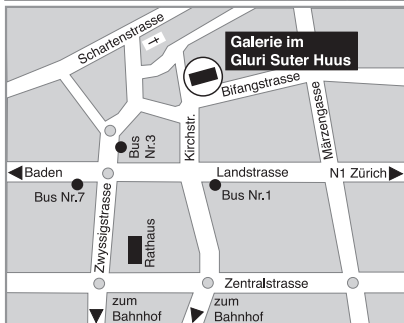 Schartenstrasse
Galerie im
Gluri Suter Huus
Bifangstrasse
Märzengasse
Kirchstr.
Bus
Nr.3
Baden
Landstrasse
N1 Zürich
Bus Nr.7
Bus Nr.1
Zwyssigstrasse
Rathaus
Zentralstrasse
zum
Bahnhof
zum
Bahnhof